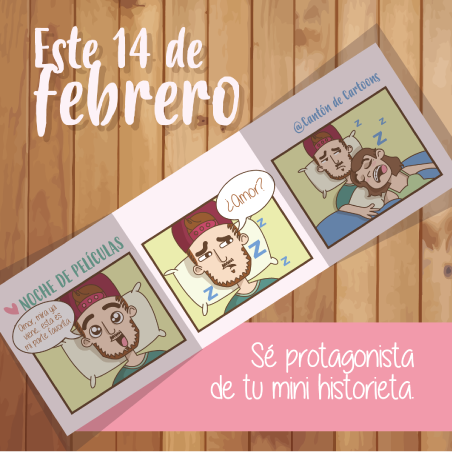 Este 14 de
febrero
@Cantón de Cartoons
¿Amor?
z
z
z
z
z
z
z
NOCHE DE PELÍCULAS
Amor, mira ya
viene, esta es
mi parte favorita
Sé protagonista
de tu mini historieta.